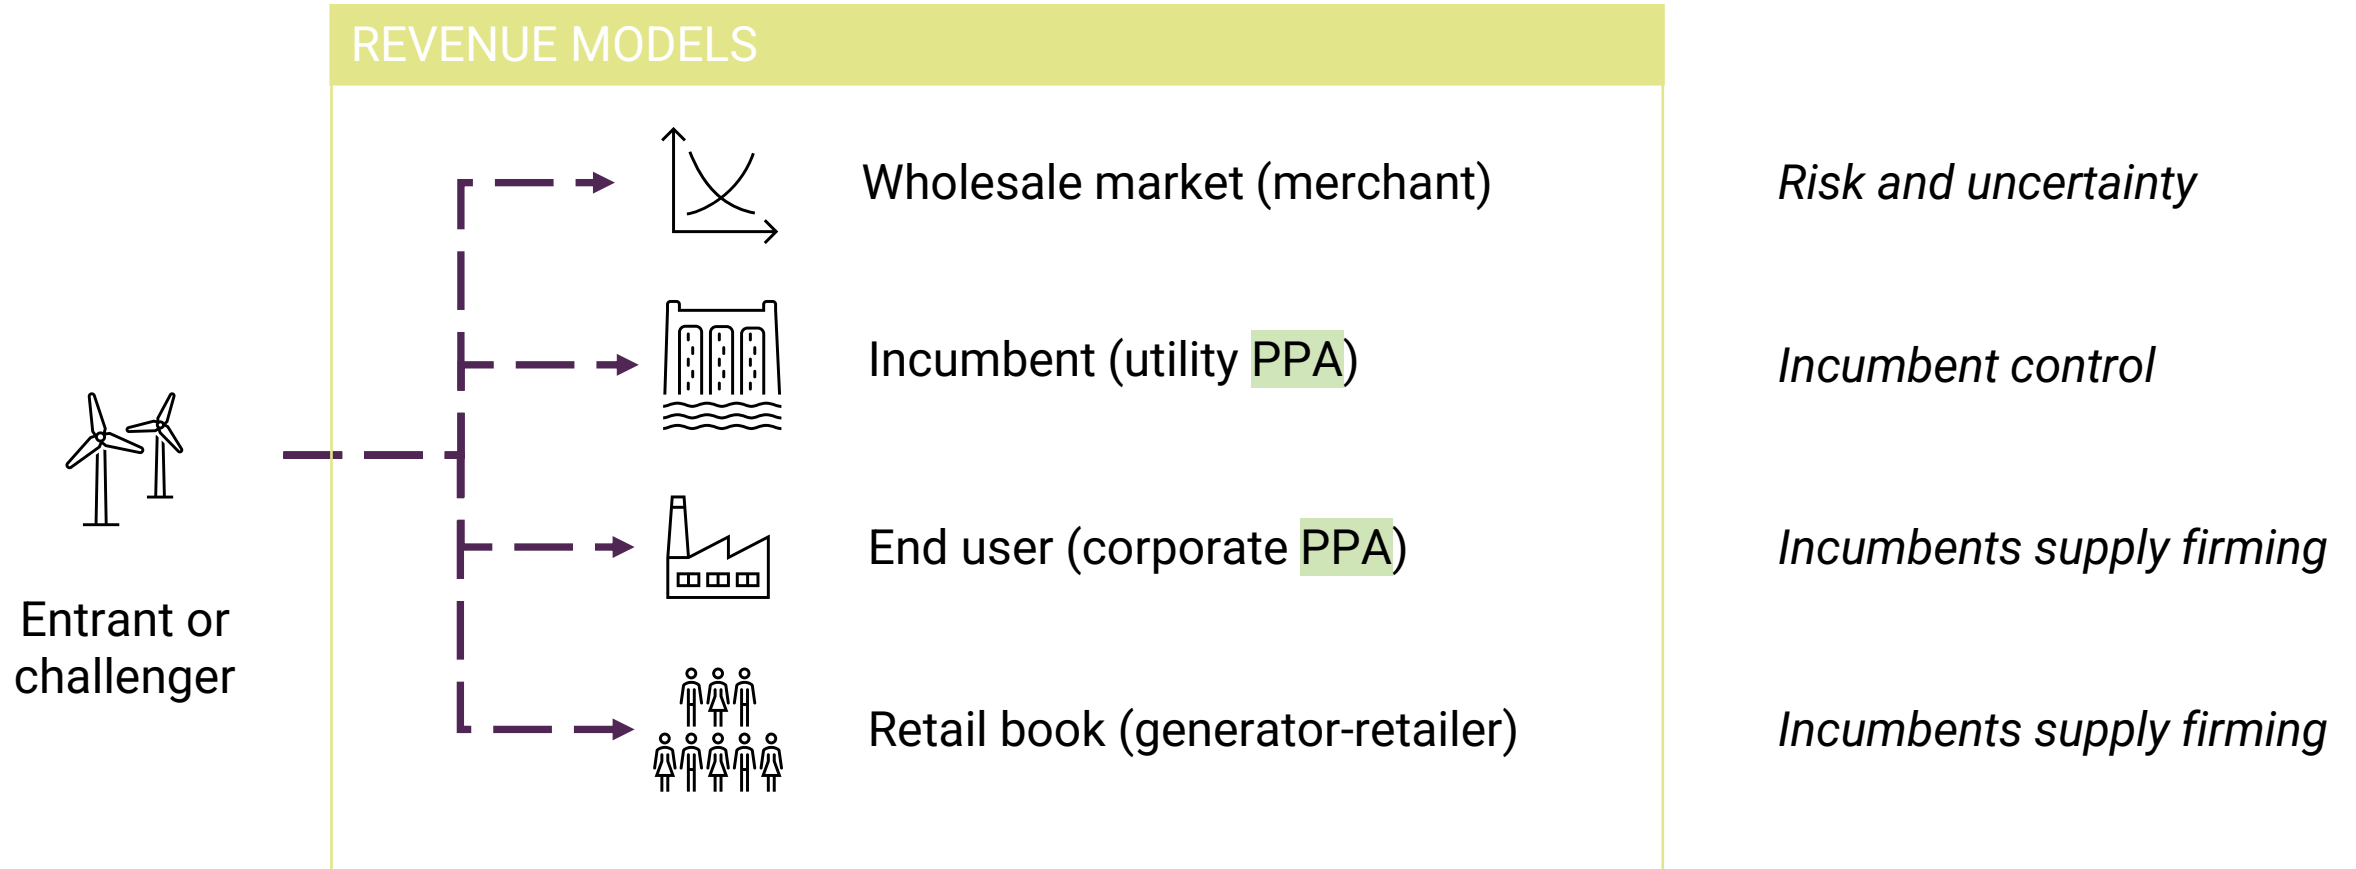 REVENUE MODELS
Wholesale market (merchant)
Risk and uncertainty
Incumbent (utility PPA)
Incumbent control
End user (corporate PPA)
Incumbents supply firming
Entrant or
challenger
Retail book (generator-retailer)
Incumbents supply firming